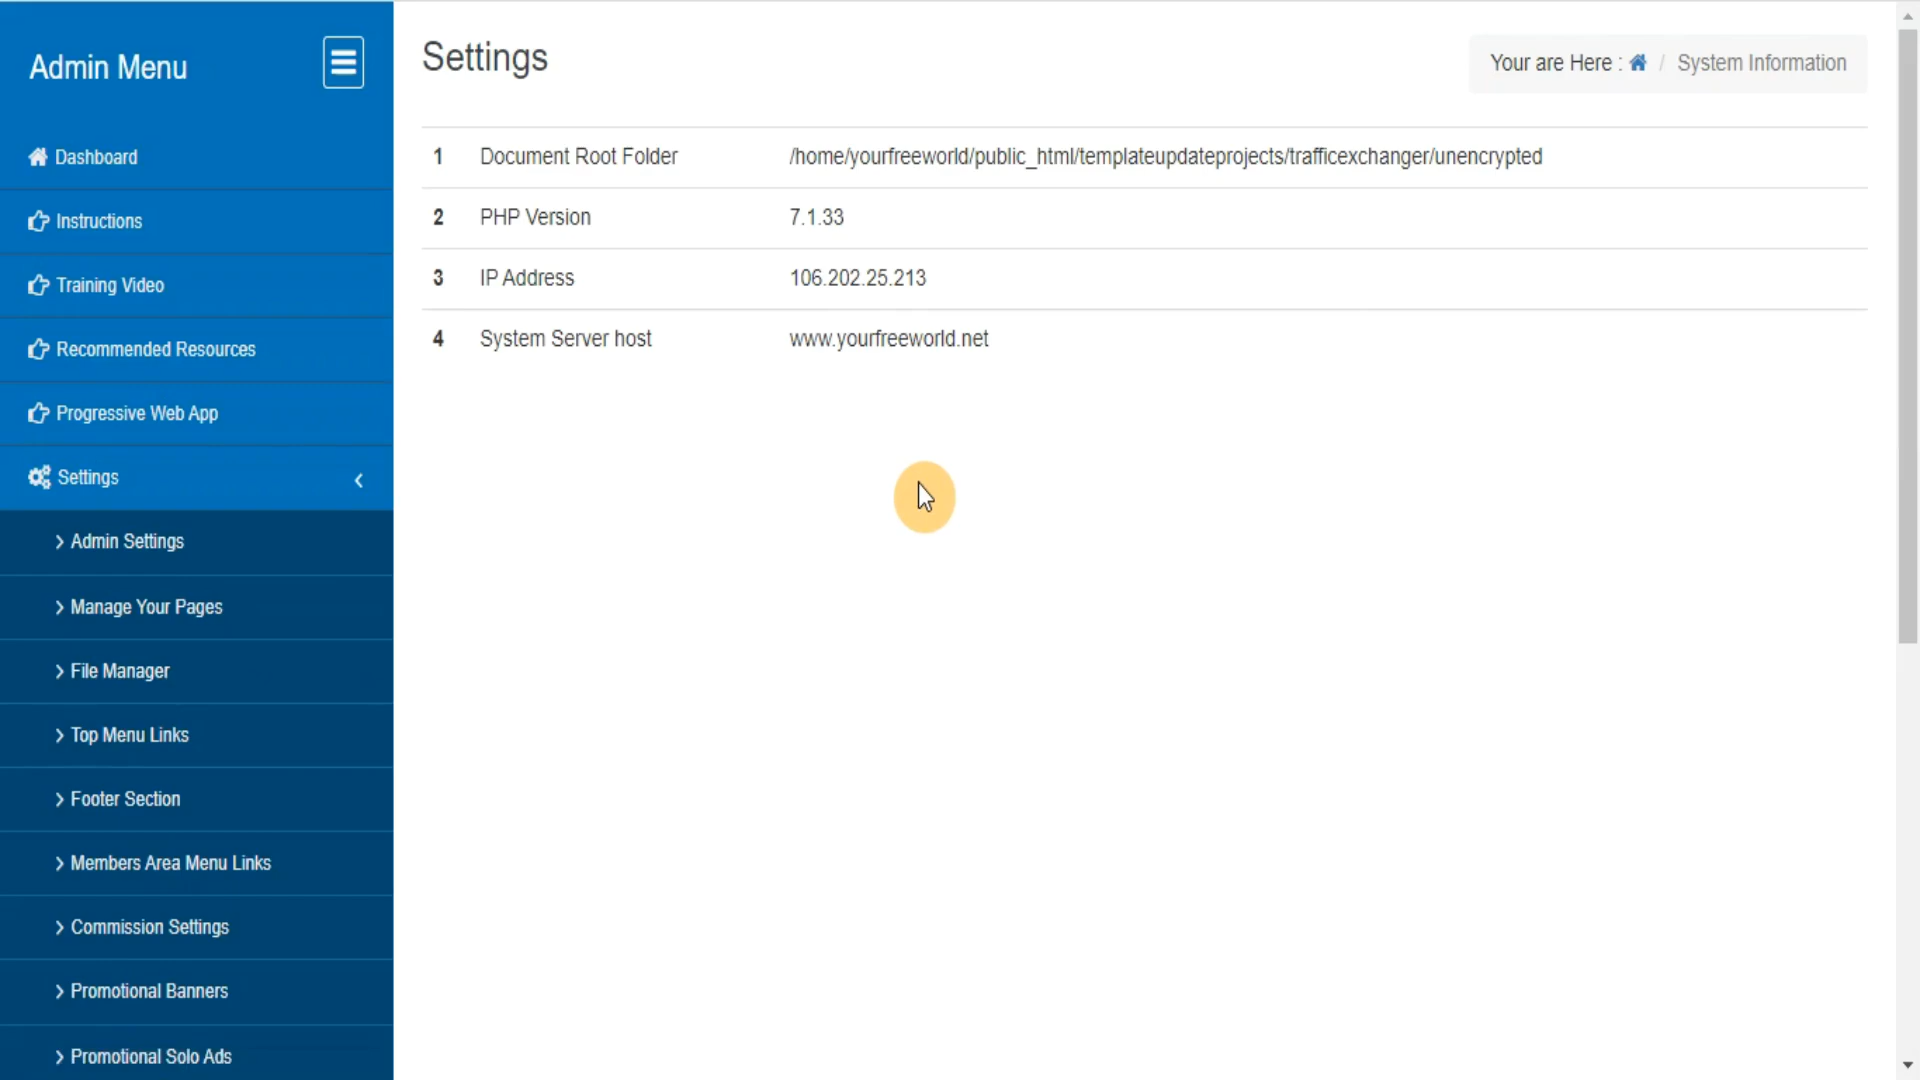 Admin Menu
Dashboard
Instructions
Training Video
Recommended Resources
Progressive Web App
Settings
Admin Settings
Manage Your Pages
File Manager
Top Menu Links
Footer Section
Members Area Menu Links
Commission Settings
Promotional Banners
Promotional Solo Ads
Settings
Your are Here : / System Information
1 Document Root Folder /home/yourfreeworld/public_html/templateupdateprojects/trafficexchanger/unencrypted
2 PHP Version 7.1.33
3 IP Address 106.202.25.213
4 System Server host www.yourfreeworld.net